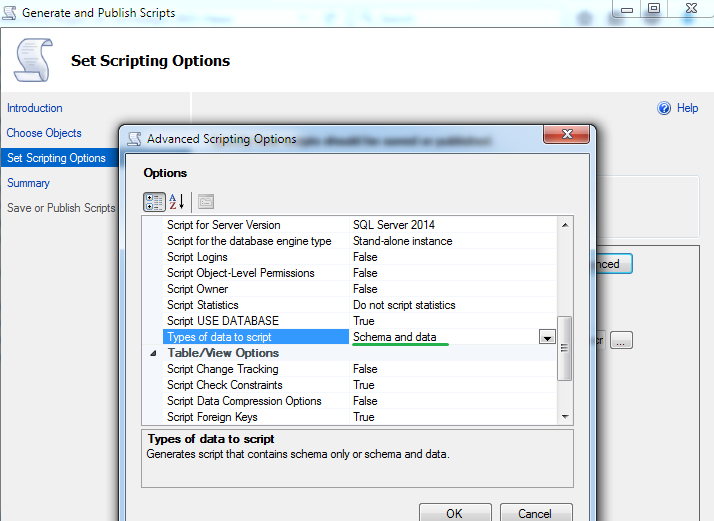 Generate and Publish Scripts
Set Scripting Options
Introduction
Help
Choose Objects
Set Scripting Options
Summary
Save or Publish Scripts
Advanced Scripting Options
Options
Script for Server Version SQL Server 2014
Script for the database engine type Stand-alone instance
Script Logins False
Script Object-Level Permissions False
Script Owner False
Script Statistics Do not script statistics
Script USE DATABASE True
Types of data to script Schema and data
Table/View Options
Script Change Tracking False
Script Check Constraints True
Script Data Compression Options False
Script Foreign Keys True
Types of data to script
Generates script that contains schema only or schema and data.
OK Cancel
...